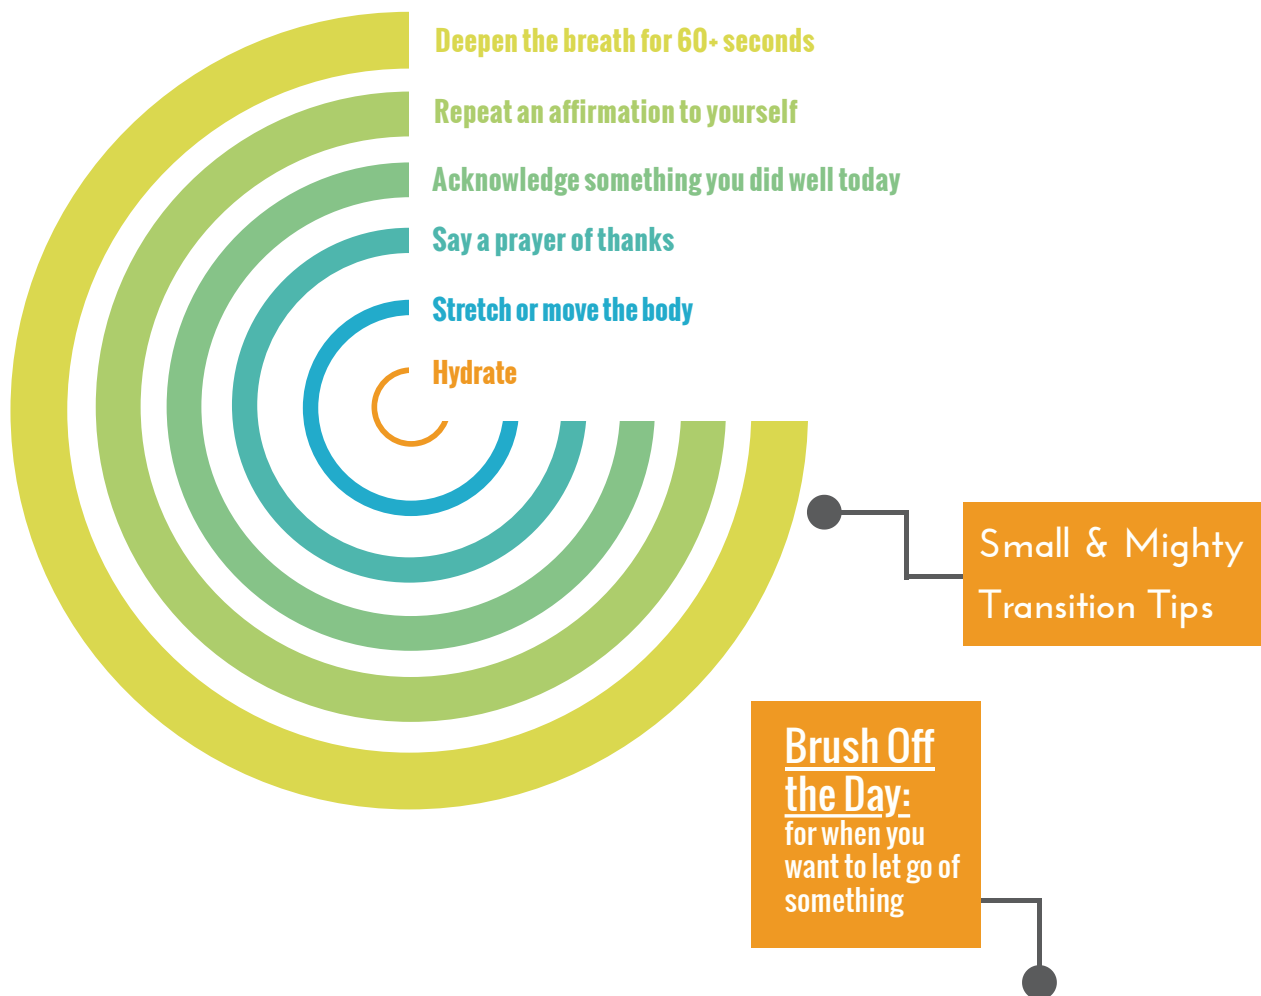 Deepen the breath for 60+ seconds
Repeat an affirmation to yourself
Acknowledge something you did well today
Say a prayer of thanks
Stretch or move the body
Hydrate
Small & Mighty
Transition Tips
Brush Off
the Day:
for when you
want to let go of
something